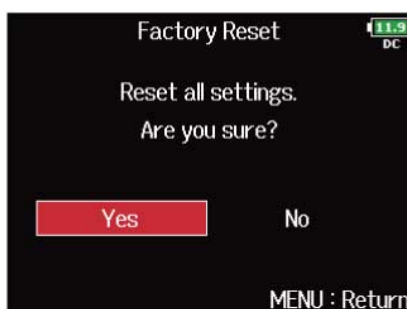 Factory Reset
11.9
DC
Reset all settings.
Are you sure?
Yes No
MENU : Return